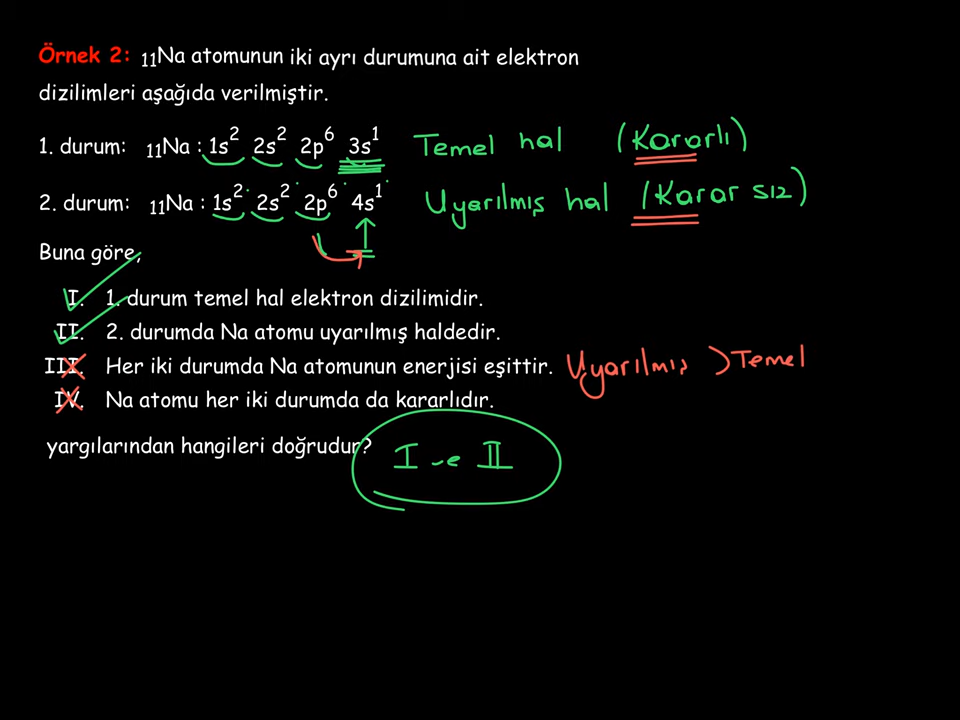 Örnek 2: ₁₁Na atomunun iki ayrı durumuna ait elektron
dizilimleri aşağıda verilmiştir.
1. durum: ₁₁Na : 1s² 2s² 2p⁶ 3s¹ Temel hal (Kararlı)
2. durum: ₁₁Na : 1s² 2s² 2p⁶ 4s¹ Uyarılmış hal (Karar sız)
Buna göre,
I. 1. durum temel hal elektron dizilimidir.
II. 2. durumda Na atomu uyarılmış haldedir.
III. Her iki durumda Na atomunun enerjisi eşittir. Uyarılmış > Temel
IV. Na atomu her iki durumda da kararlıdır.
yargılarından hangileri doğrudur? I ve II